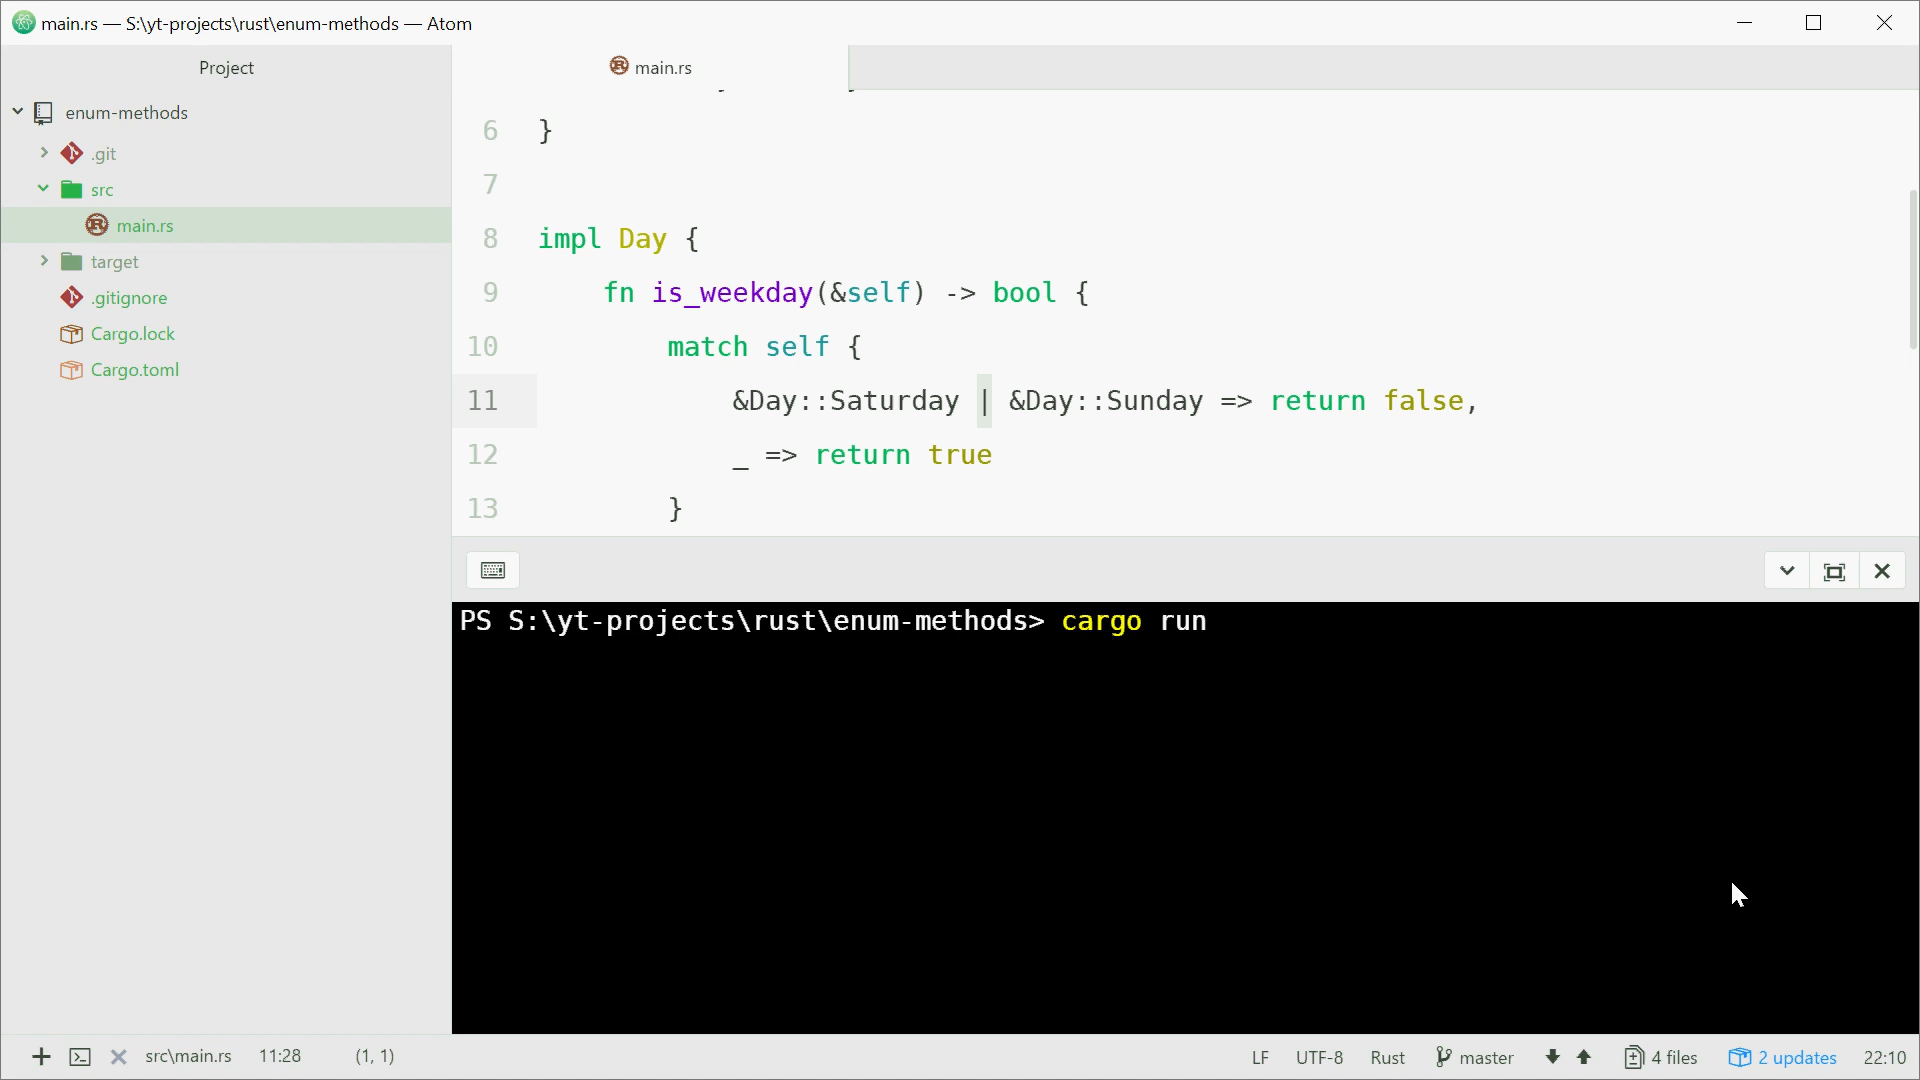 main.rs — S:\yt-projects\rust\enum-methods — Atom
Project
enum-methods
.git
src
main.rs
target
.gitignore
Cargo.lock
Cargo.toml
main.rs
6 }
7
8 impl Day {
9 fn is_weekday(&self) -> bool {
10 match self {
11 &Day::Saturday | &Day::Sunday => return false,
12 _ => return true
13 }
PS S:\yt-projects\rust\enum-methods> cargo run
src\main.rs 11:28 (1, 1) LF UTF-8 Rust master 4 files 2 updates 22:10